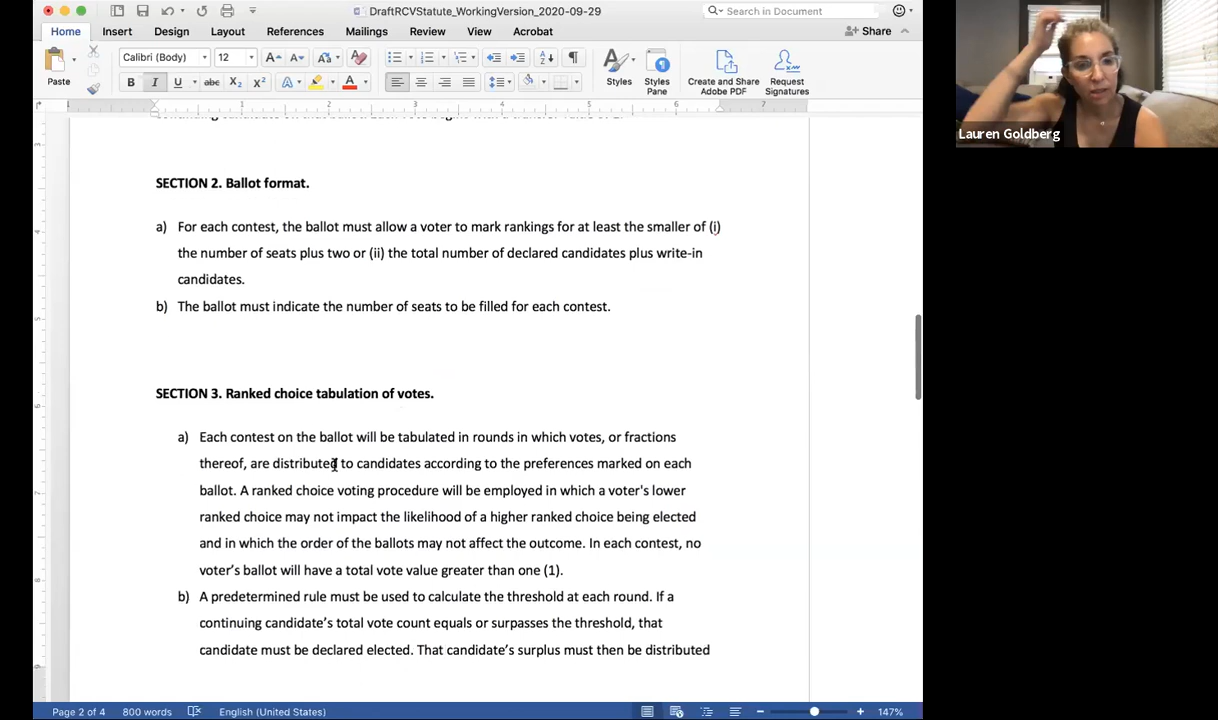 DraftRCVStatute_WorkingVersion_2020-09-29
Search in Document
Home Insert Design Layout References Mailings Review View Acrobat Share
Paste Calibri (Body) 12 Styles Styles Pane Create and Share Adobe PDF Request Signatures
B I U abc X2 X2 A A
1 1 2 3 4 5 6 7
SECTION 2. Ballot format.
a) For each contest, the ballot must allow a voter to mark rankings for at least the smaller of (i)
the number of seats plus two or (ii) the total number of declared candidates plus write-in
candidates.
b) The ballot must indicate the number of seats to be filled for each contest.
SECTION 3. Ranked choice tabulation of votes.
a) Each contest on the ballot will be tabulated in rounds in which votes, or fractions
thereof, are distributed to candidates according to the preferences marked on each
ballot. A ranked choice voting procedure will be employed in which a voter's lower
ranked choice may not impact the likelihood of a higher ranked choice being elected
and in which the order of the ballots may not affect the outcome. In each contest, no
voter's ballot will have a total vote value greater than one (1).
b) A predetermined rule must be used to calculate the threshold at each round. If a
continuing candidate's total vote count equals or surpasses the threshold, that
candidate must be declared elected. That candidate's surplus must then be distributed
Page 2 of 4 800 words English (United States) 147%
Lauren Goldberg